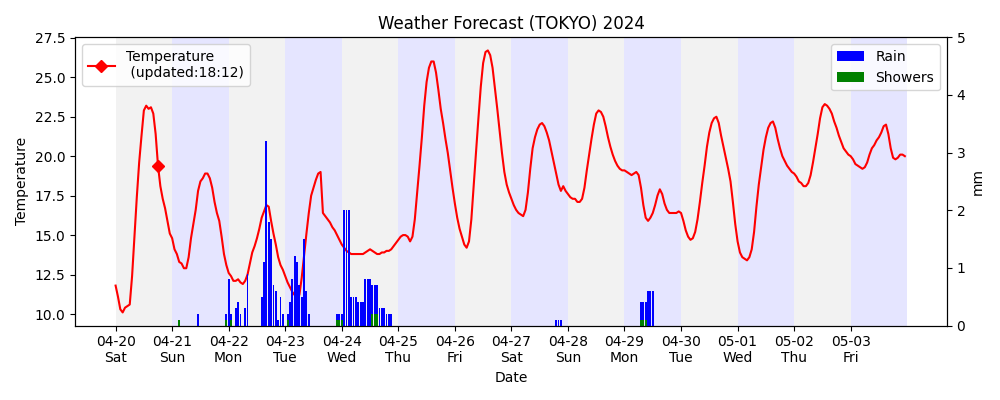 Weather Forecast (TOKYO) 2024
27.5
25.0
22.5
20.0
17.5
15.0
12.5
10.0
Temperature
Temperature
(updated:18:12)
Rain
Showers
5
4
3
2
1
0
mm
04-20 04-21 04-22 04-23 04-24 04-25 04-26 04-27 04-28 04-29 04-30 05-01 05-02 05-03
Sat Sun Mon Tue Wed Thu Fri Sat Sun Mon Tue Wed Thu Fri
Date